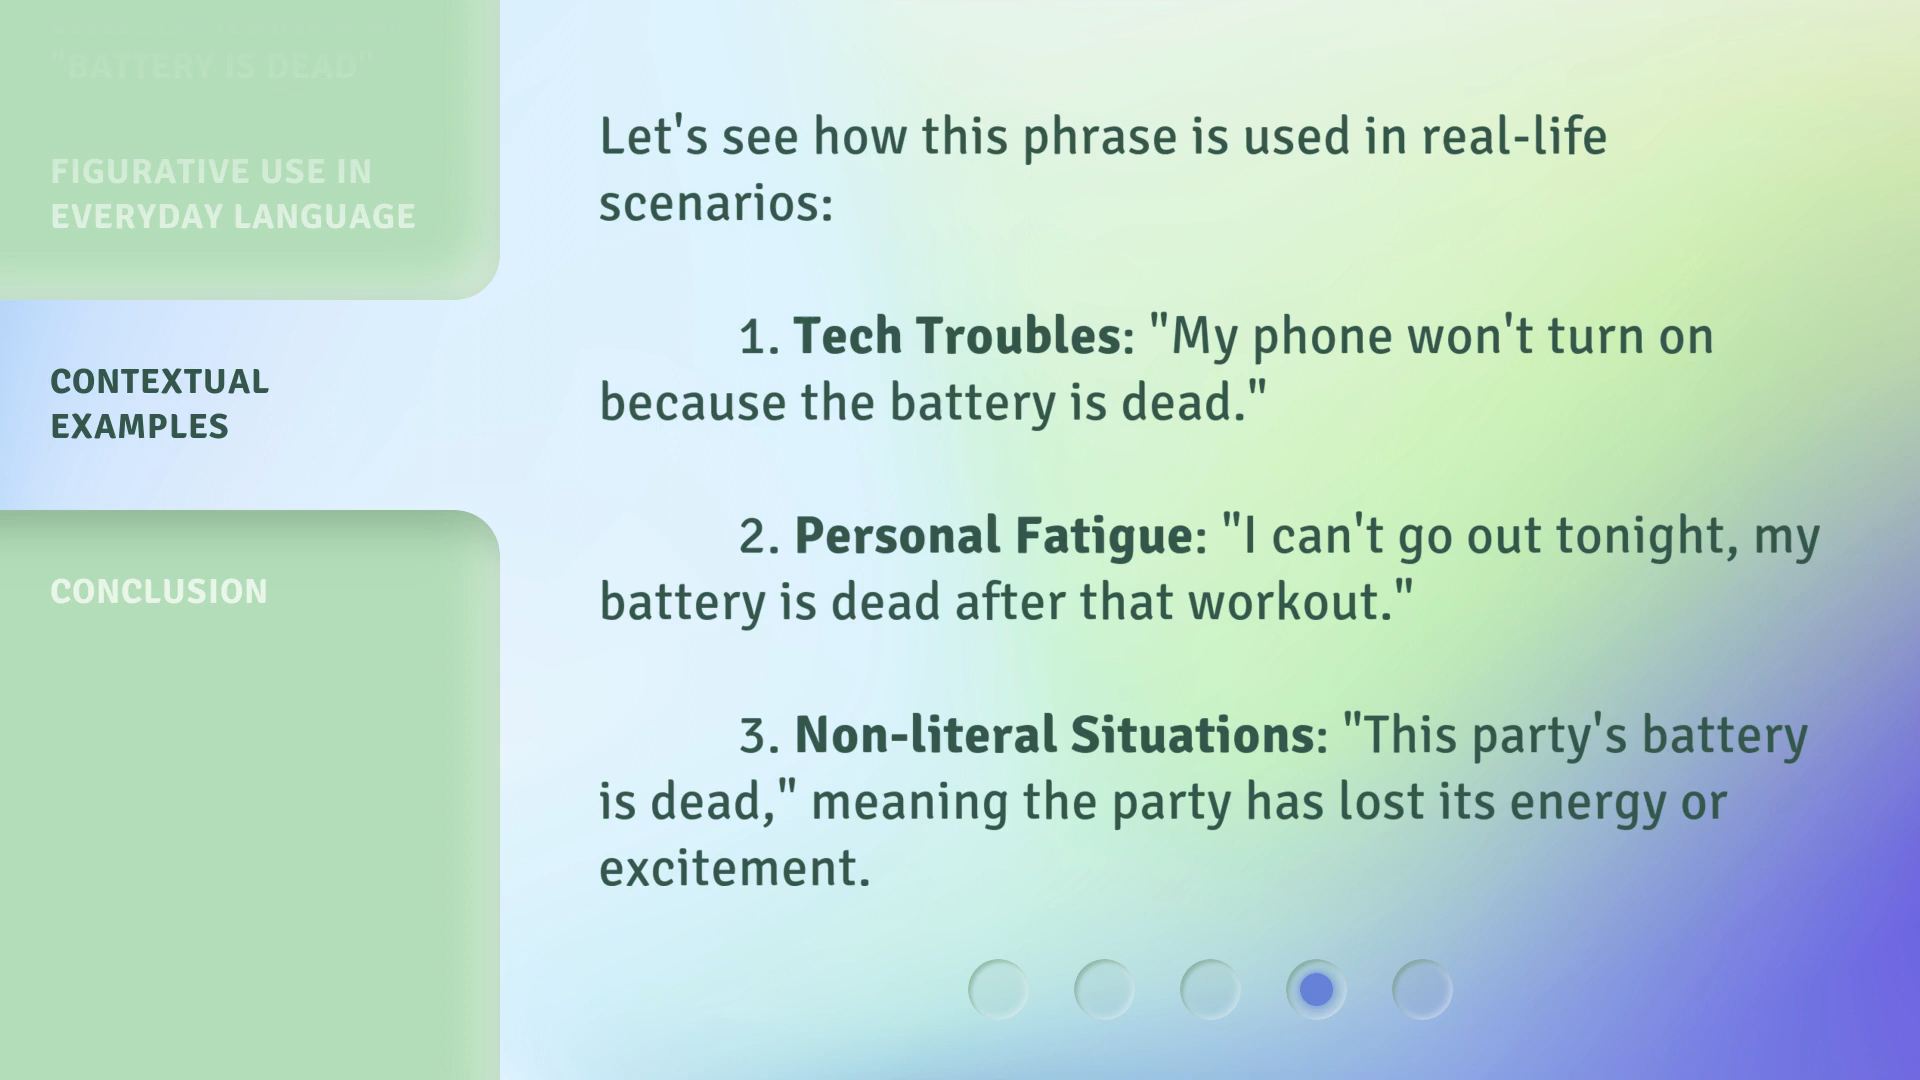 "BATTERY IS DEAD"
FIGURATIVE USE IN
EVERYDAY LANGUAGE
CONTEXTUAL
EXAMPLES
CONCLUSION
Let's see how this phrase is used in real-life
scenarios:
1. Tech Troubles: "My phone won't turn on
because the battery is dead."
2. Personal Fatigue: "I can't go out tonight, my
battery is dead after that workout."
3. Non-literal Situations: "This party's battery
is dead," meaning the party has lost its energy or
excitement.